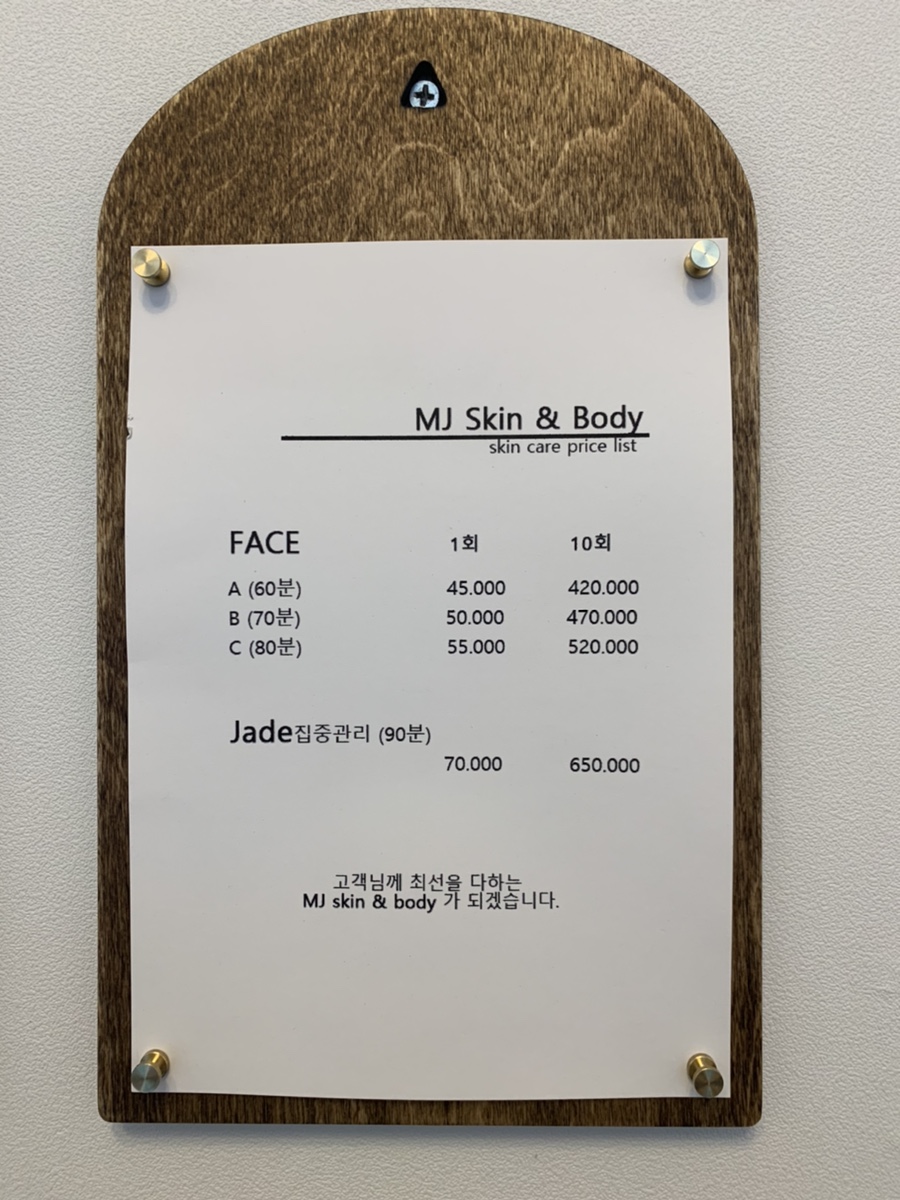 MJ Skin & Body
skin care price list
FACE 1회 10회
A (60분) 45.000 420.000
B (70분) 50.000 470.000
C (80분) 55.000 520.000
Jade집중관리 (90분)
70.000 650.000
고객님께 최선을 다하는
MJ skin & body 가 되겠습니다.